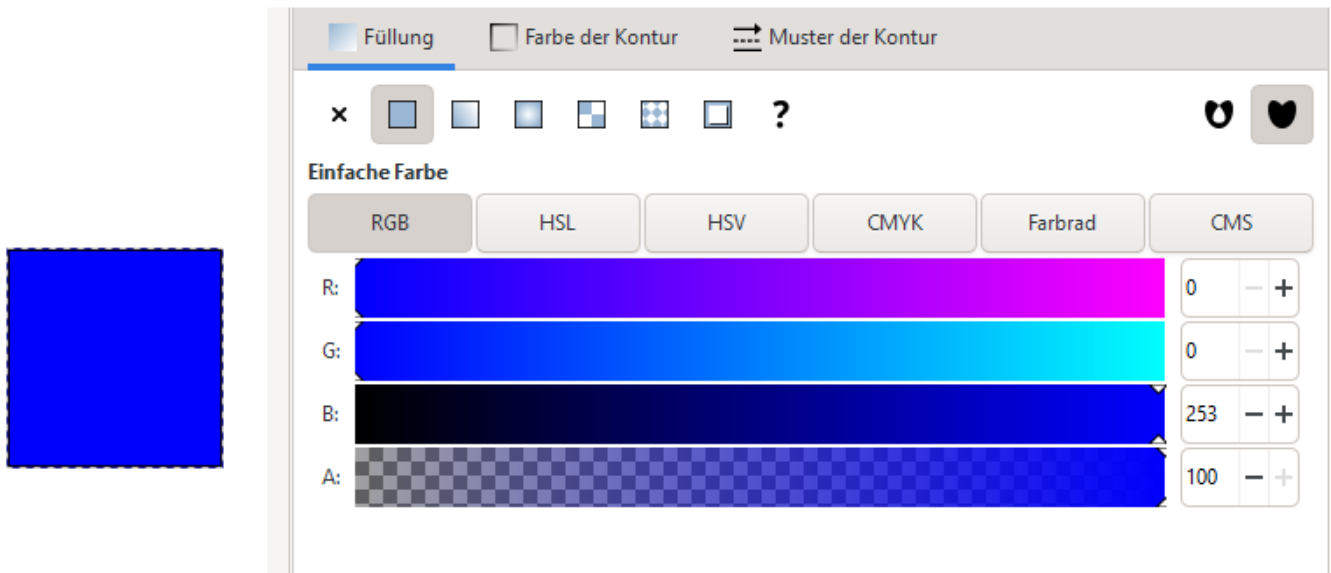 Füllung Farbe der Kontur Muster der Kontur
?
Einfache Farbe
RGB HSL HSV CMYK Farbrad CMS
R: 0 − +
G: 0 − +
B: 253 − +
A: 100 − +